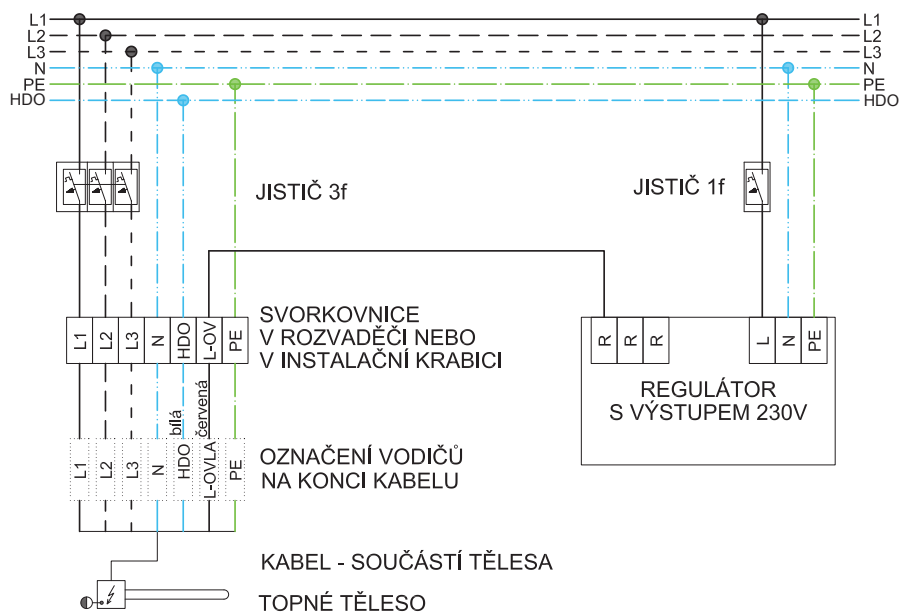 L1 L1
L2 L2
L3 L3
N N
PE PE
HDO HDO
JISTIČ 3f
JISTIČ 1f
L1 L2 L3 N HDO L-OV PE
SVORKOVNICE
V ROZVADĚČI NEBO
V INSTALAČNÍ KRABICI
R R R L N PE
REGULÁTOR
S VÝSTUPEM 230V
bílá
červená
L1 L2 L3 N HDO L-OVLA PE
OZNAČENÍ VODIČŮ
NA KONCI KABELU
KABEL - SOUČÁSTÍ TĚLESA
TOPNÉ TĚLESO